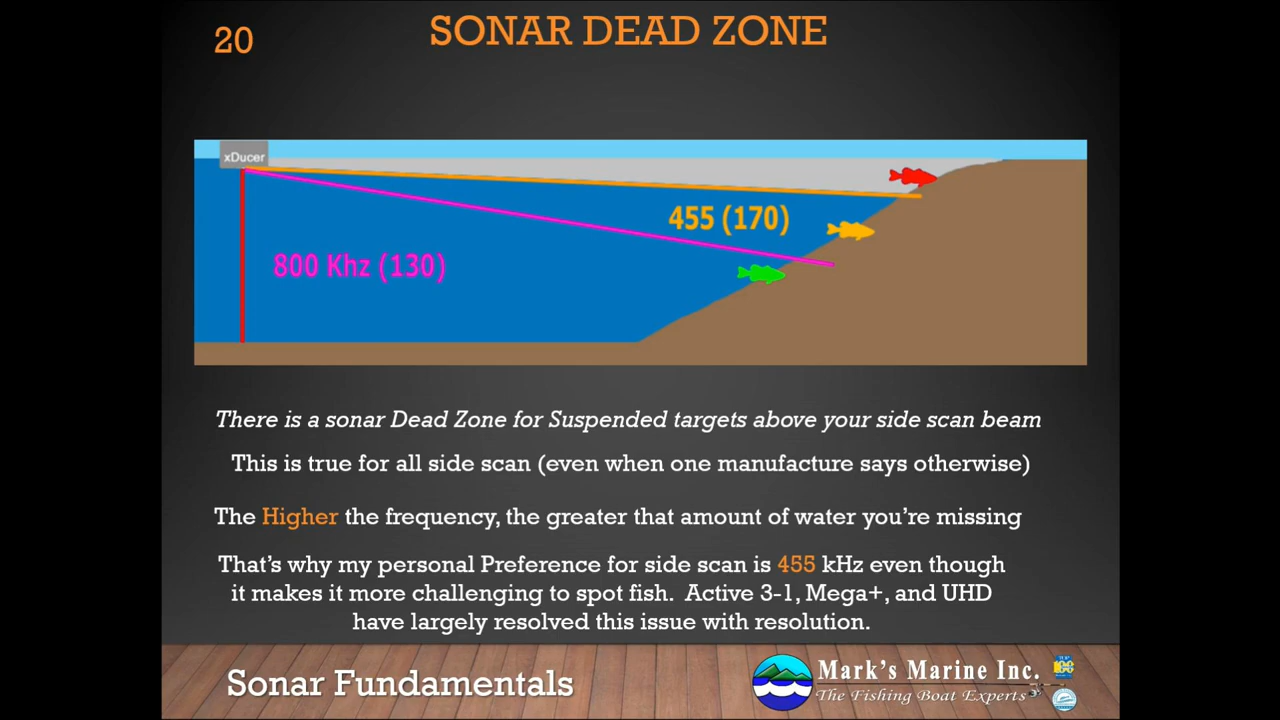 20
SONAR DEAD ZONE
xDucer
455 (170)
800 Khz (130)
There is a sonar Dead Zone for Suspended targets above your side scan beam
This is true for all side scan (even when one manufacture says otherwise)
The Higher the frequency, the greater that amount of water you're missing
That's why my personal Preference for side scan is 455 kHz even though
it makes it more challenging to spot fish.  Active 3-1, Mega+, and UHD
have largely resolved this issue with resolution.
Sonar Fundamentals
Mark's Marine Inc.
The Fishing Boat Experts